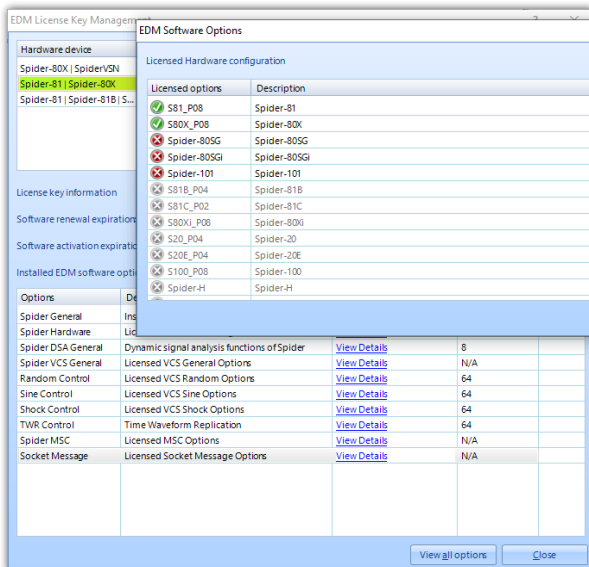 EDM License Key Management
EDM Software Options
Hardware device
Spider-80X | SpiderVSN
Spider-81 | Spider-80X
Spider-81 | Spider-81B | S...
Licensed Hardware configuration
Licensed options Description
S81_P08 Spider-81
S80X_P08 Spider-80X
Spider-80SG Spider-80SG
Spider-80SGi Spider-80SGi
Spider-101 Spider-101
S81B_P04 Spider-81B
S81C_P02 Spider-81C
S80Xi_P08 Spider-80Xi
S20_P04 Spider-20
S20E_P04 Spider-20E
S100_P08 Spider-100
Spider-H Spider-H
License key information
Software renewal expiration
Software activation expiratio
Installed EDM software opti
Options De
Spider General Ins
Spider Hardware Lic
Spider DSA General Dynamic signal analysis functions of Spider View Details 8
Spider VCS General Licensed VCS General Options View Details N/A
Random Control Licensed VCS Random Options View Details 64
Sine Control Licensed VCS Sine Options View Details 64
Shock Control Licensed VCS Shock Options View Details 64
TWR Control Time Waveform Replication View Details 64
Spider MSC Licensed MSC Options View Details N/A
Socket Message Licensed Socket Message Options View Details N/A
View all options Close